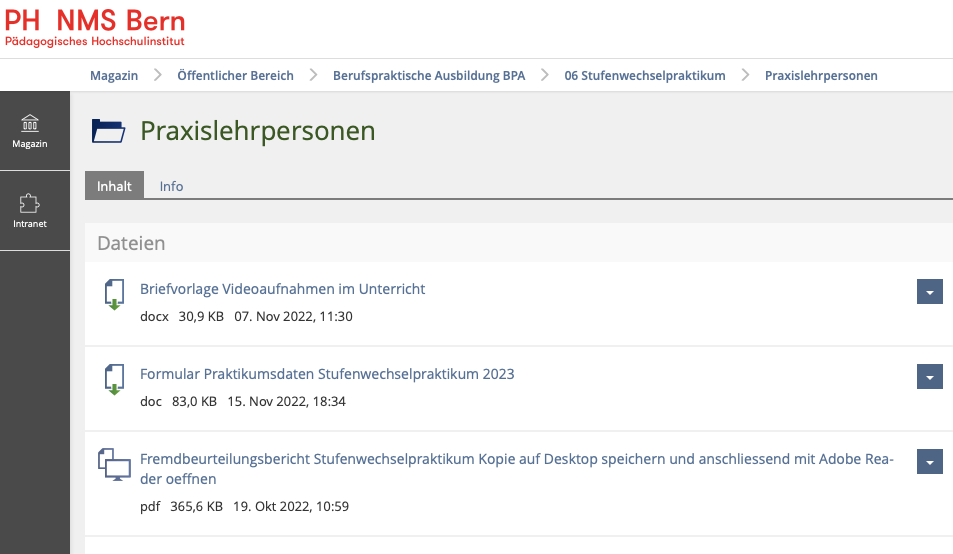 PH NMS Bern
Pädagogisches Hochschulinstitut
Magazin
Öffentlicher Bereich
Berufspraktische Ausbildung BPA
06 Stufenwechselpraktikum
Praxislehrpersonen
Magazin
Intranet
Praxislehrpersonen
Inhalt
Info
Dateien
Briefvorlage Videoaufnahmen im Unterricht
docx 30,9 KB 07. Nov 2022, 11:30
Formular Praktikumsdaten Stufenwechselpraktikum 2023
doc 83,0 KB 15. Nov 2022, 18:34
Fremdbeurteilungsbericht Stufenwechselpraktikum Kopie auf Desktop speichern und anschliessend mit Adobe Rea-
der oeffnen
pdf 365,6 KB 19. Okt 2022, 10:59